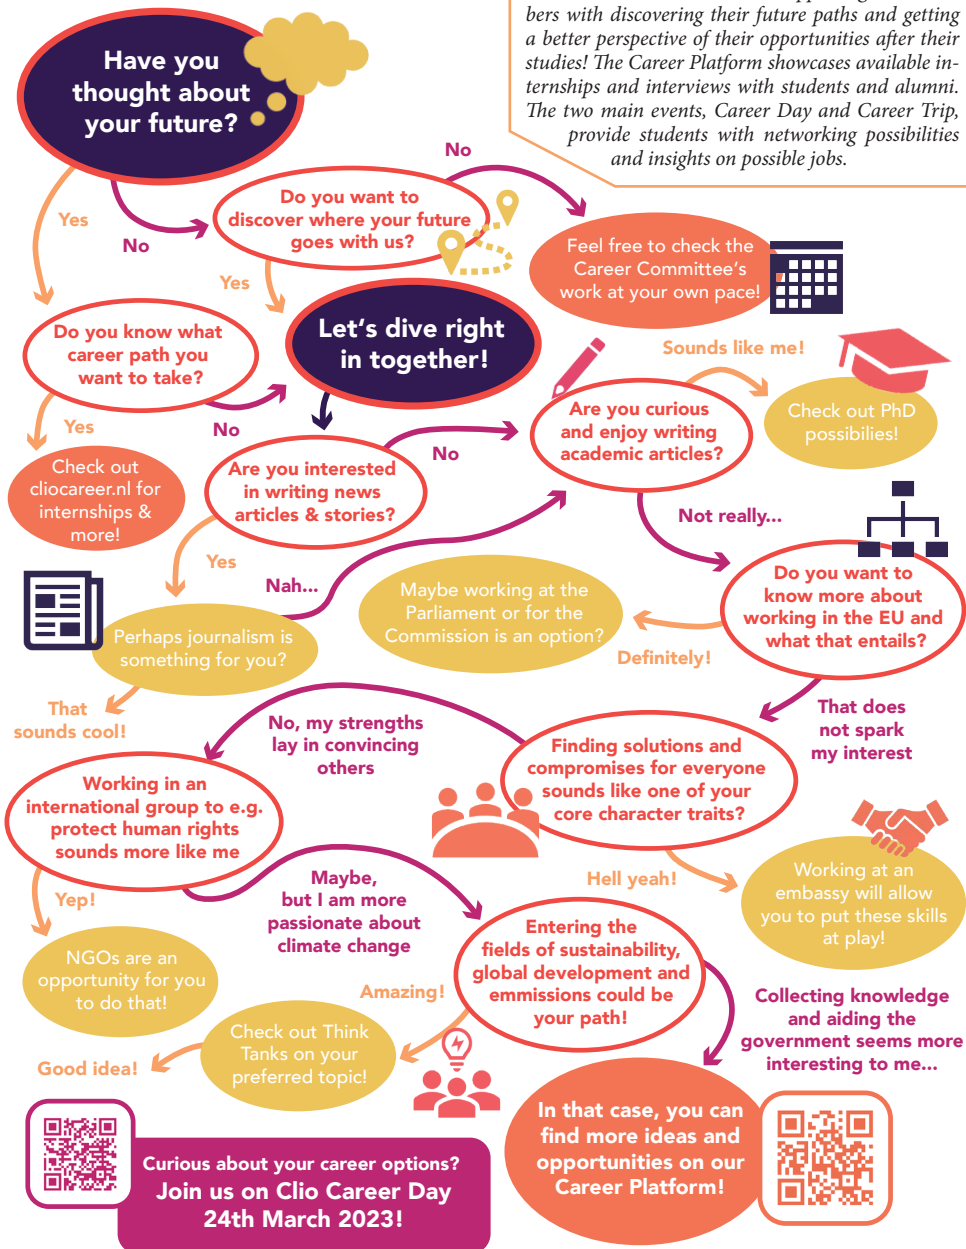 bers with discovering their future paths and getting
a better perspective of their opportunities after their
studies! The Career Platform showcases available in-
ternships and interviews with students and alumni.
The two main events, Career Day and Career Trip,
provide students with networking possibilities
and insights on possible jobs.
Have you
thought about
your future?
No
Yes
No
Do you want to
discover where your future
goes with us?
Feel free to check the
Career Committee's
work at your own pace!
Yes
Let's dive right
in together!
Do you know what
career path you
want to take?
Sounds like me!
Yes
No
No
Are you curious
and enjoy writing
academic articles?
Check out PhD
possibilies!
Check out
cliocareer.nl for
internships &
more!
Are you interested
in writing news
articles & stories?
Not really...
Yes
Nah...
Maybe working at the
Parliament or for the
Commission is an option?
Do you want to
know more about
working in the EU and
what that entails?
Perhaps journalism is
something for you?
Definitely!
That
sounds cool!
No, my strengths
lay in convincing
others
That does
not spark
my interest
Finding solutions and
compromises for everyone
sounds like one of your
core character traits?
Working in an
international group to e.g.
protect human rights
sounds more like me
Hell yeah!
Working at an
embassy will allow
you to put these skills
at play!
Yep!
Maybe,
but I am more
passionate about
climate change
Entering the
fields of sustainability,
global development and
emmissions could be
your path!
NGOs are an
opportunity for you
to do that!
Amazing!
Collecting knowledge
and aiding the
government seems more
interesting to me...
Check out Think
Tanks on your
preferred topic!
Good idea!
In that case, you can
find more ideas and
opportunities on our
Career Platform!
Curious about your career options?
Join us on Clio Career Day
24th March 2023!